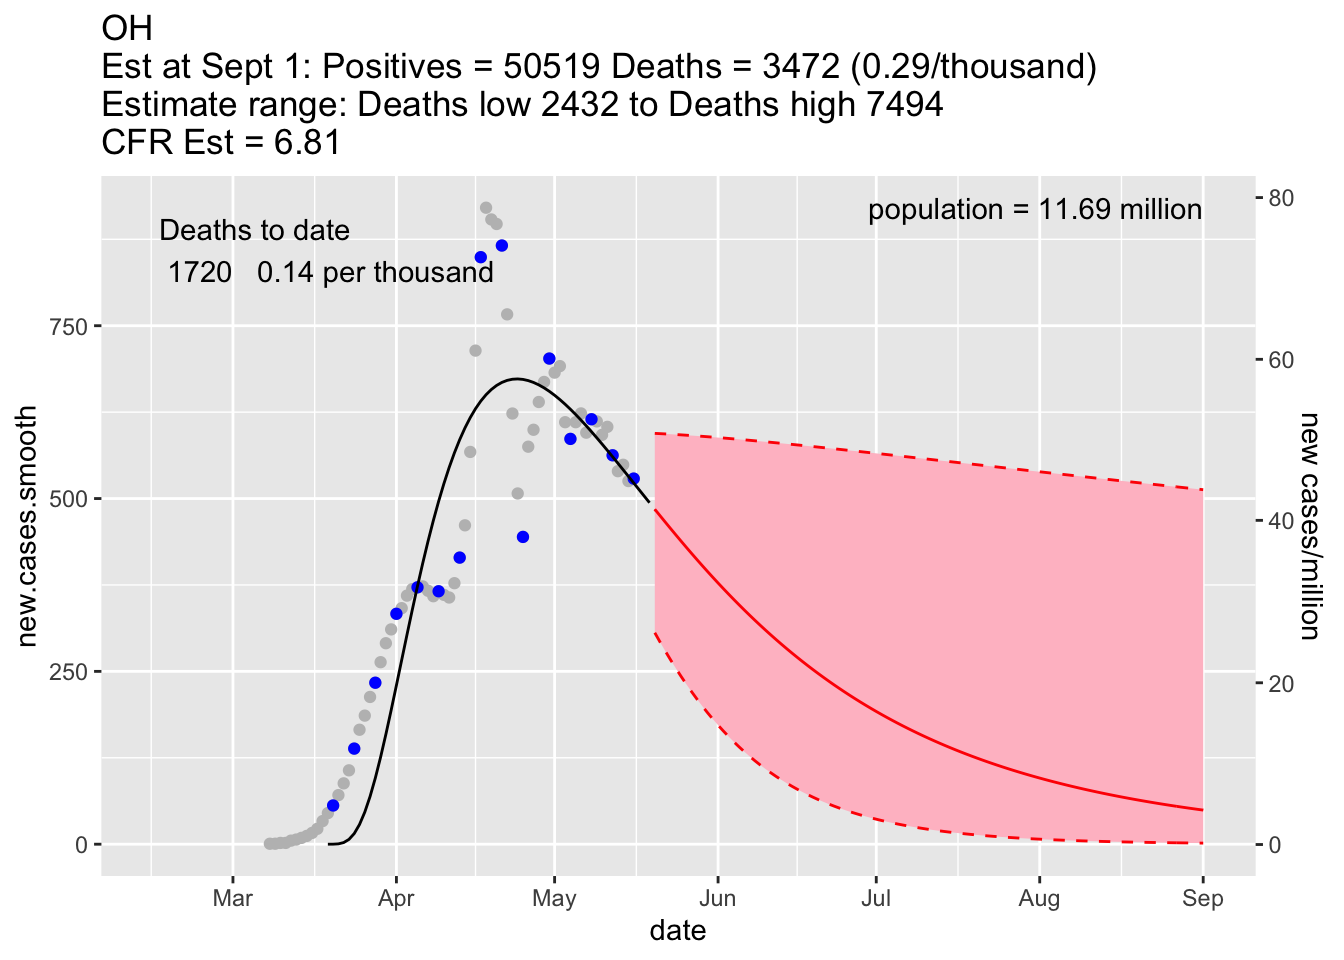 OH
Est at Sept 1: Positives = 50519 Deaths = 3472 (0.29/thousand)
Estimate range: Deaths low 2432 to Deaths high 7494
CFR Est = 6.81
Deaths to date
1720 0.14 per thousand
population = 11.69 million
750
500
250
0
new.cases.smooth
80
60
40
20
0
new cases/million
Mar Apr May Jun Jul Aug Sep
date